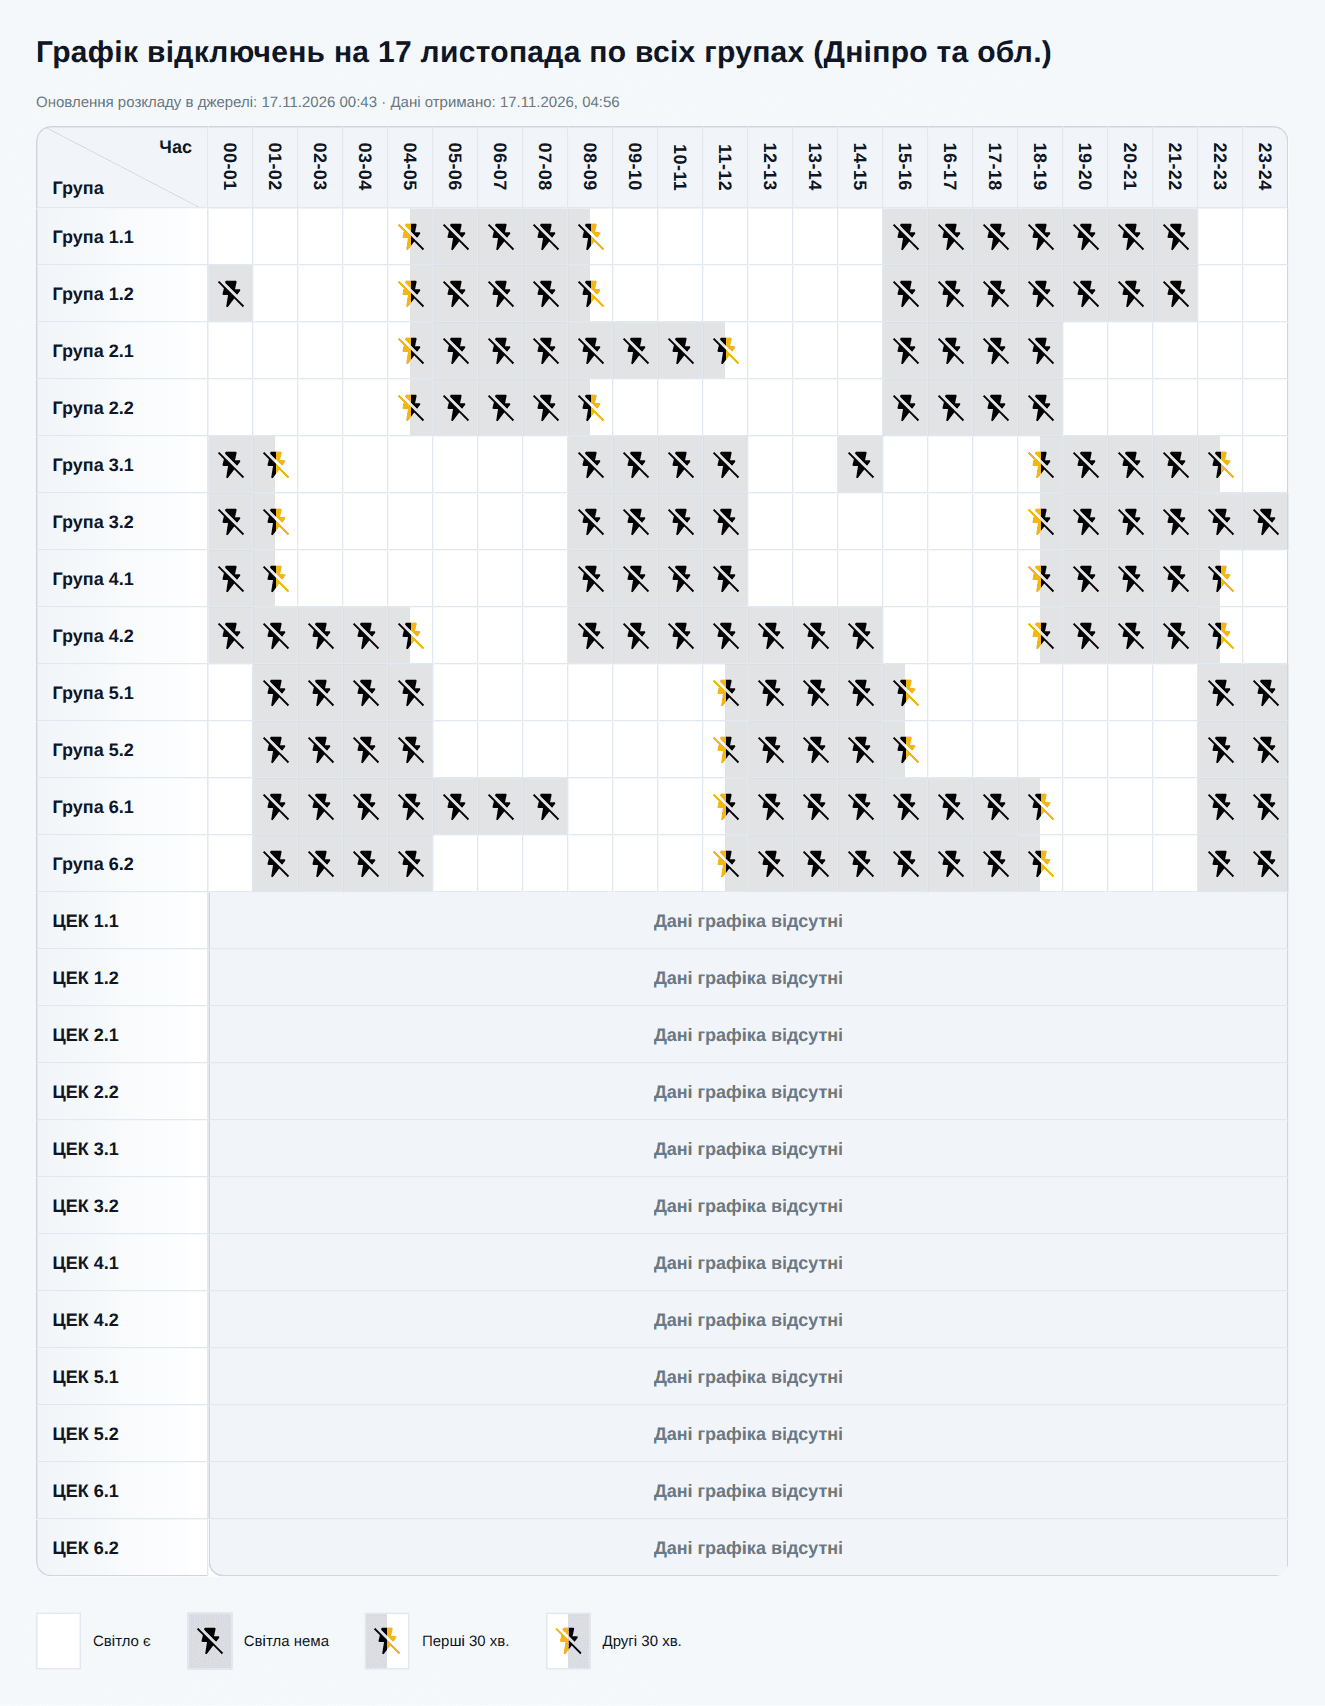 Графік відключень на 17 листопада по всіх групах (Дніпро та обл.)
Оновлення розкладу в джерелі: 17.11.2026 00:43 · Дані отримано: 17.11.2026, 04:56
Час
Група
00-01
01-02
02-03
03-04
04-05
05-06
06-07
07-08
08-09
09-10
10-11
11-12
12-13
13-14
14-15
15-16
16-17
17-18
18-19
19-20
20-21
21-22
22-23
23-24
Група 1.1
Група 1.2
Група 2.1
Група 2.2
Група 3.1
Група 3.2
Група 4.1
Група 4.2
Група 5.1
Група 5.2
Група 6.1
Група 6.2
ЦЕК 1.1 Дані графіка відсутні
ЦЕК 1.2 Дані графіка відсутні
ЦЕК 2.1 Дані графіка відсутні
ЦЕК 2.2 Дані графіка відсутні
ЦЕК 3.1 Дані графіка відсутні
ЦЕК 3.2 Дані графіка відсутні
ЦЕК 4.1 Дані графіка відсутні
ЦЕК 4.2 Дані графіка відсутні
ЦЕК 5.1 Дані графіка відсутні
ЦЕК 5.2 Дані графіка відсутні
ЦЕК 6.1 Дані графіка відсутні
ЦЕК 6.2 Дані графіка відсутні
Світло є
Світла нема
Перші 30 хв.
Другі 30 хв.